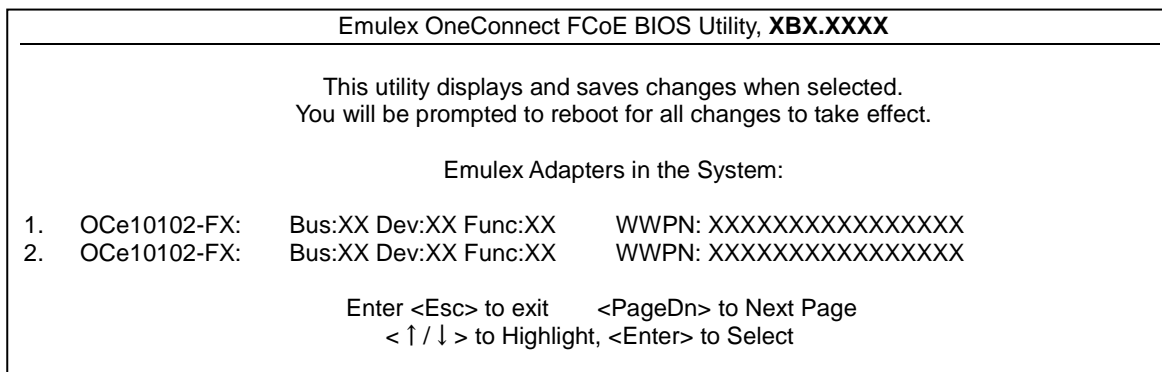 Emulex OneConnect FCoE BIOS Utility, XBX.XXXX
This utility displays and saves changes when selected.
You will be prompted to reboot for all changes to take effect.
Emulex Adapters in the System:
1. OCe10102-FX: Bus:XX Dev:XX Func:XX WWPN: XXXXXXXXXXXXXXXX
2. OCe10102-FX: Bus:XX Dev:XX Func:XX WWPN: XXXXXXXXXXXXXXXX
Enter <Esc> to exit <PageDn> to Next Page
<↑/↓> to Highlight, <Enter> to Select